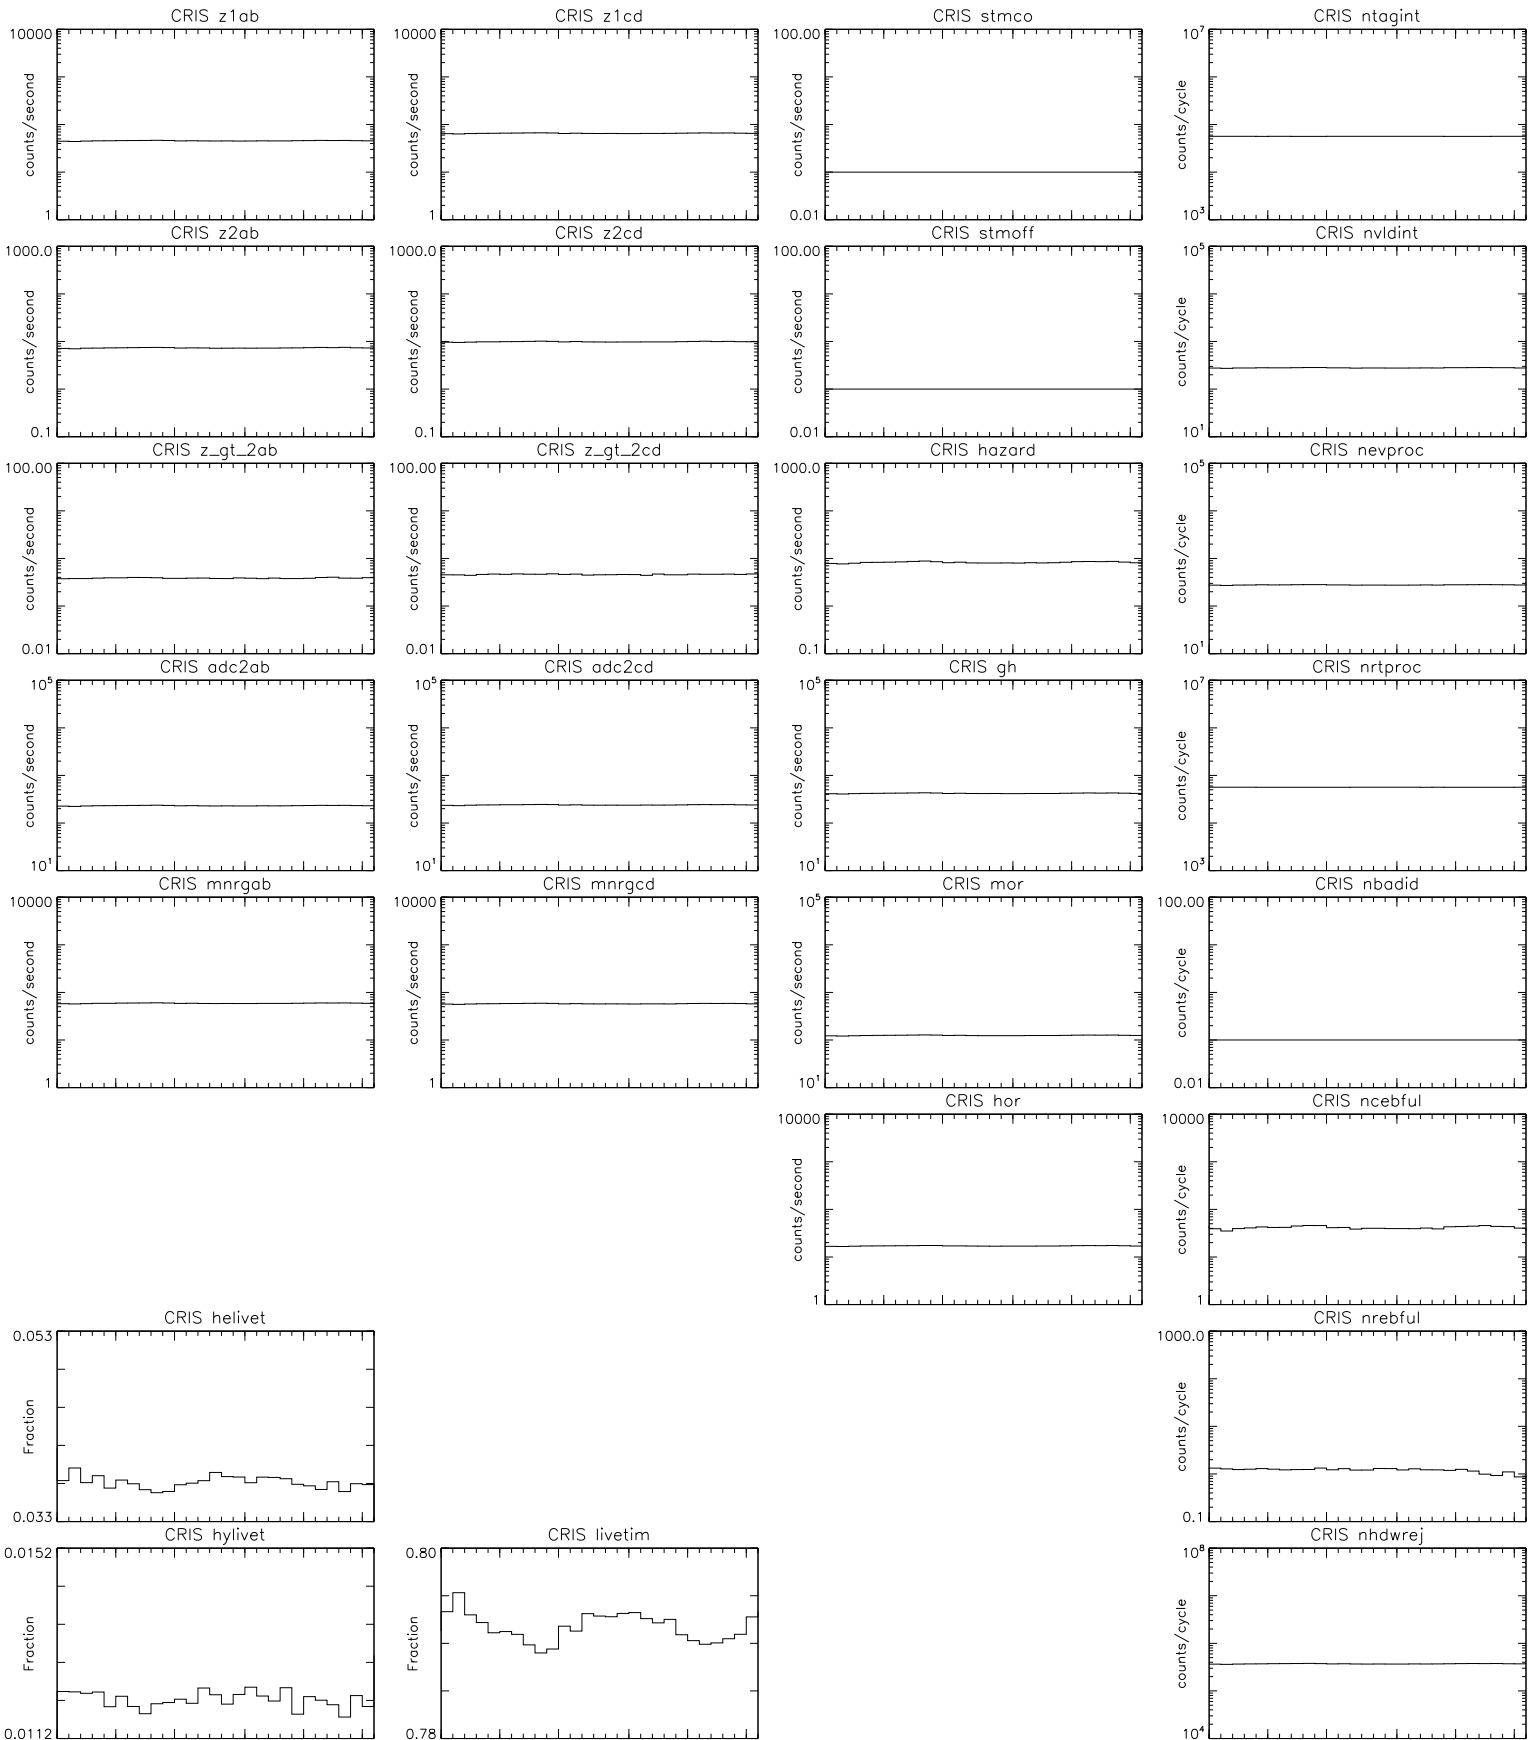 CRIS z1ab
CRIS z1cd
CRIS stmco
CRIS ntagint
10000
counts/second
1
10000
counts/second
1
100.00
counts/second
0.01
10⁷
counts/cycle
10³
CRIS z2ab
CRIS z2cd
CRIS stmoff
CRIS nvldint
1000.0
counts/second
0.1
1000.0
counts/second
0.1
100.00
counts/second
0.01
10⁵
counts/cycle
10¹
CRIS z_gt_2ab
CRIS z_gt_2cd
CRIS hazard
CRIS nevproc
100.00
counts/second
0.01
100.00
counts/second
0.01
1000.0
counts/second
0.1
10⁵
counts/cycle
10¹
CRIS adc2ab
CRIS adc2cd
CRIS gh
CRIS nrtproc
10⁵
counts/second
10¹
10⁵
counts/second
10¹
10⁵
counts/second
10¹
10⁷
counts/cycle
10³
CRIS mnrgab
CRIS mnrgcd
CRIS mor
CRIS nbadid
10000
counts/second
1
10000
counts/second
1
10⁵
counts/second
10¹
100.00
counts/cycle
0.01
CRIS hor
CRIS ncebful
10000
counts/second
1
10000
counts/cycle
1
CRIS helivet
CRIS nrebful
0.053
Fraction
0.033
1000.0
counts/cycle
0.1
CRIS hylivet
CRIS livetim
CRIS nhdwrej
0.0152
Fraction
0.0112
0.80
Fraction
0.78
10⁸
counts/cycle
10⁴